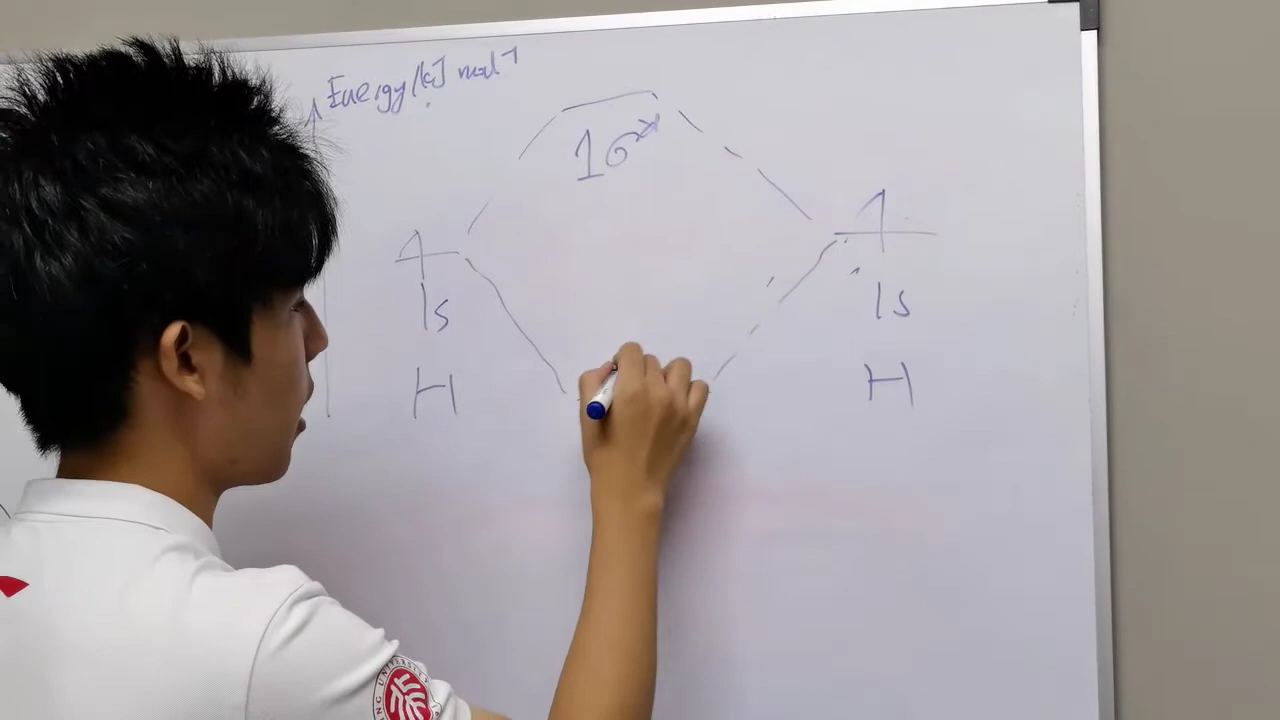 Energy/kJ mol⁻¹
1σ*
1s
1s
H
H